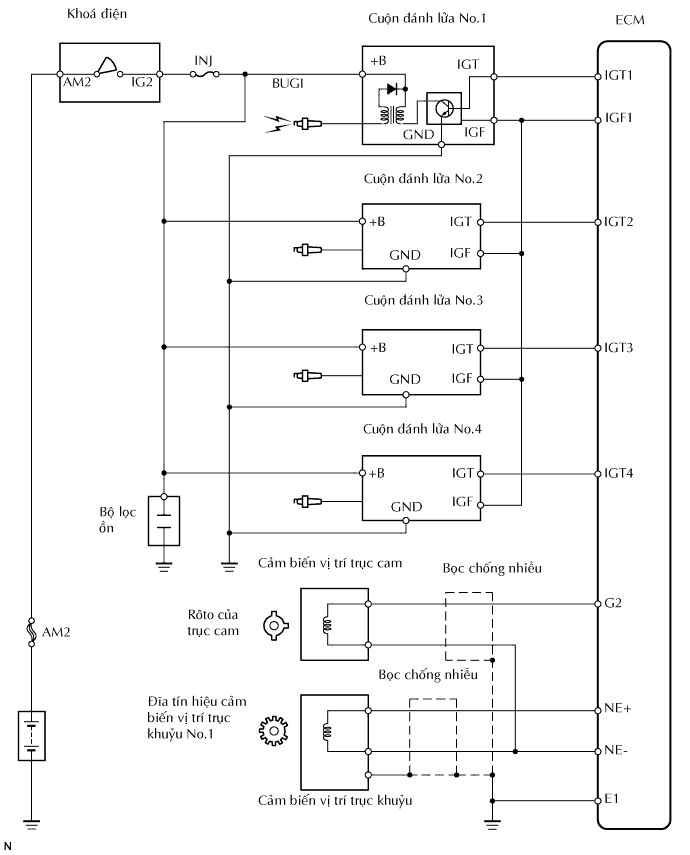 Khoá điện
Cuộn đánh lửa No.1
ECM
INJ
+B
IGT
IGT1
AM2
IG2
BUGI
GND
IGF
IGF1
Cuộn đánh lửa No.2
+B
IGT
IGT2
GND
IGF
Cuộn đánh lửa No.3
+B
IGT
IGT3
GND
IGF
Cuộn đánh lửa No.4
+B
IGT
IGT4
GND
IGF
Bộ lọc
ồn
Cảm biến vị trí trục cam
Bọc chống nhiễu
G2
Rôto của
trục cam
AM2
Bọc chống nhiễu
Đĩa tín hiệu cảm
biến vị trí trục
khuỷu No.1
NE+
NE-
Cảm biến vị trí trục khuỷu
E1
N